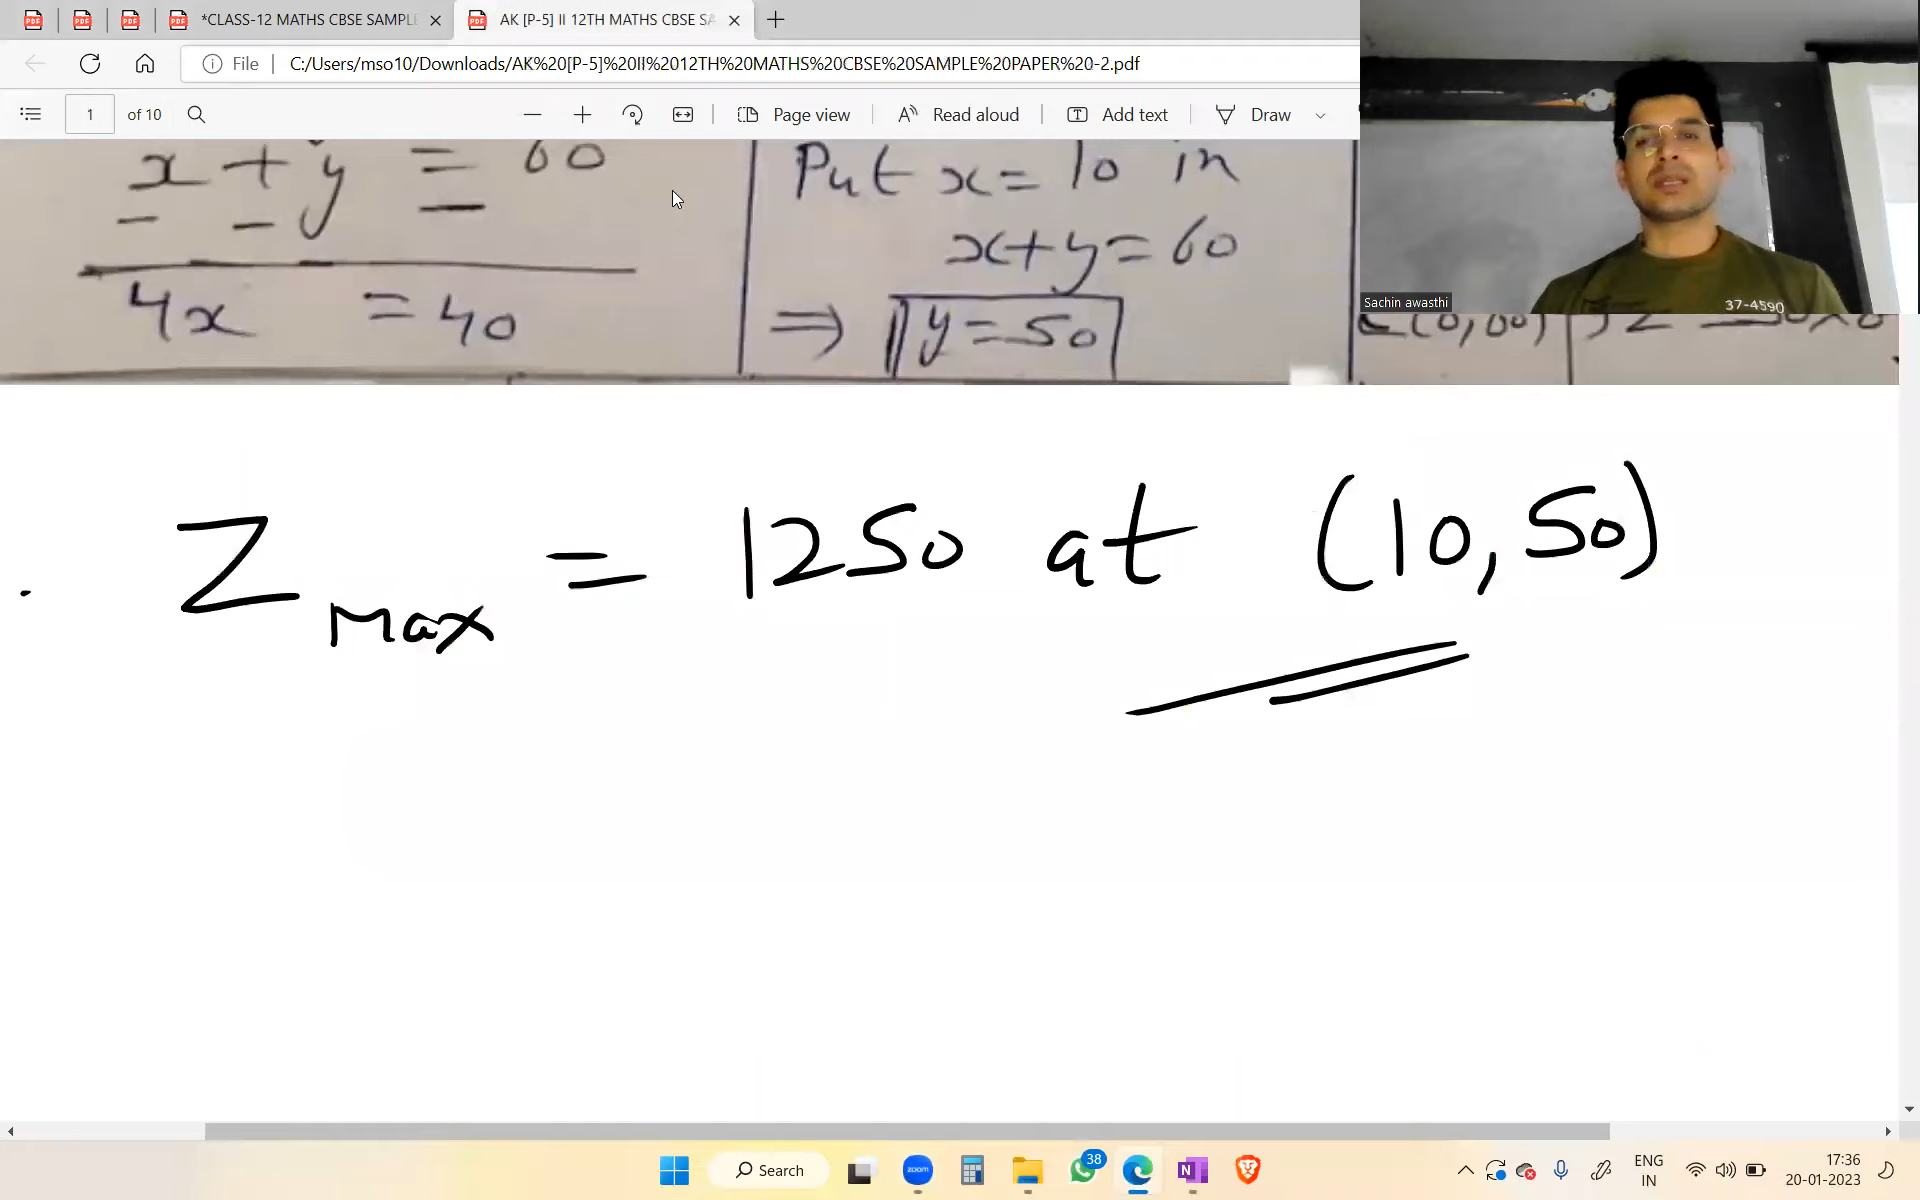 *CLASS-12 MATHS CBSE SAMPL
AK [P-5] II 12TH MATHS CBSE SA
File
C:/Users/mso10/Downloads/AK%20[P-5]%20II%2012TH%20MATHS%20CBSE%20SAMPLE%20PAPER%20-2.pdf
1 of 10
Page view
Read aloud
Add text
Draw
x + y = 60
- - -
4x = 40
Put x = 10 in
x+y = 60
⇒ y = 50
Sachin awasthi
37-4590
Z Max = 1250 at (10, 50)
Search
zoom
38
ENG
IN
17:36
20-01-2023